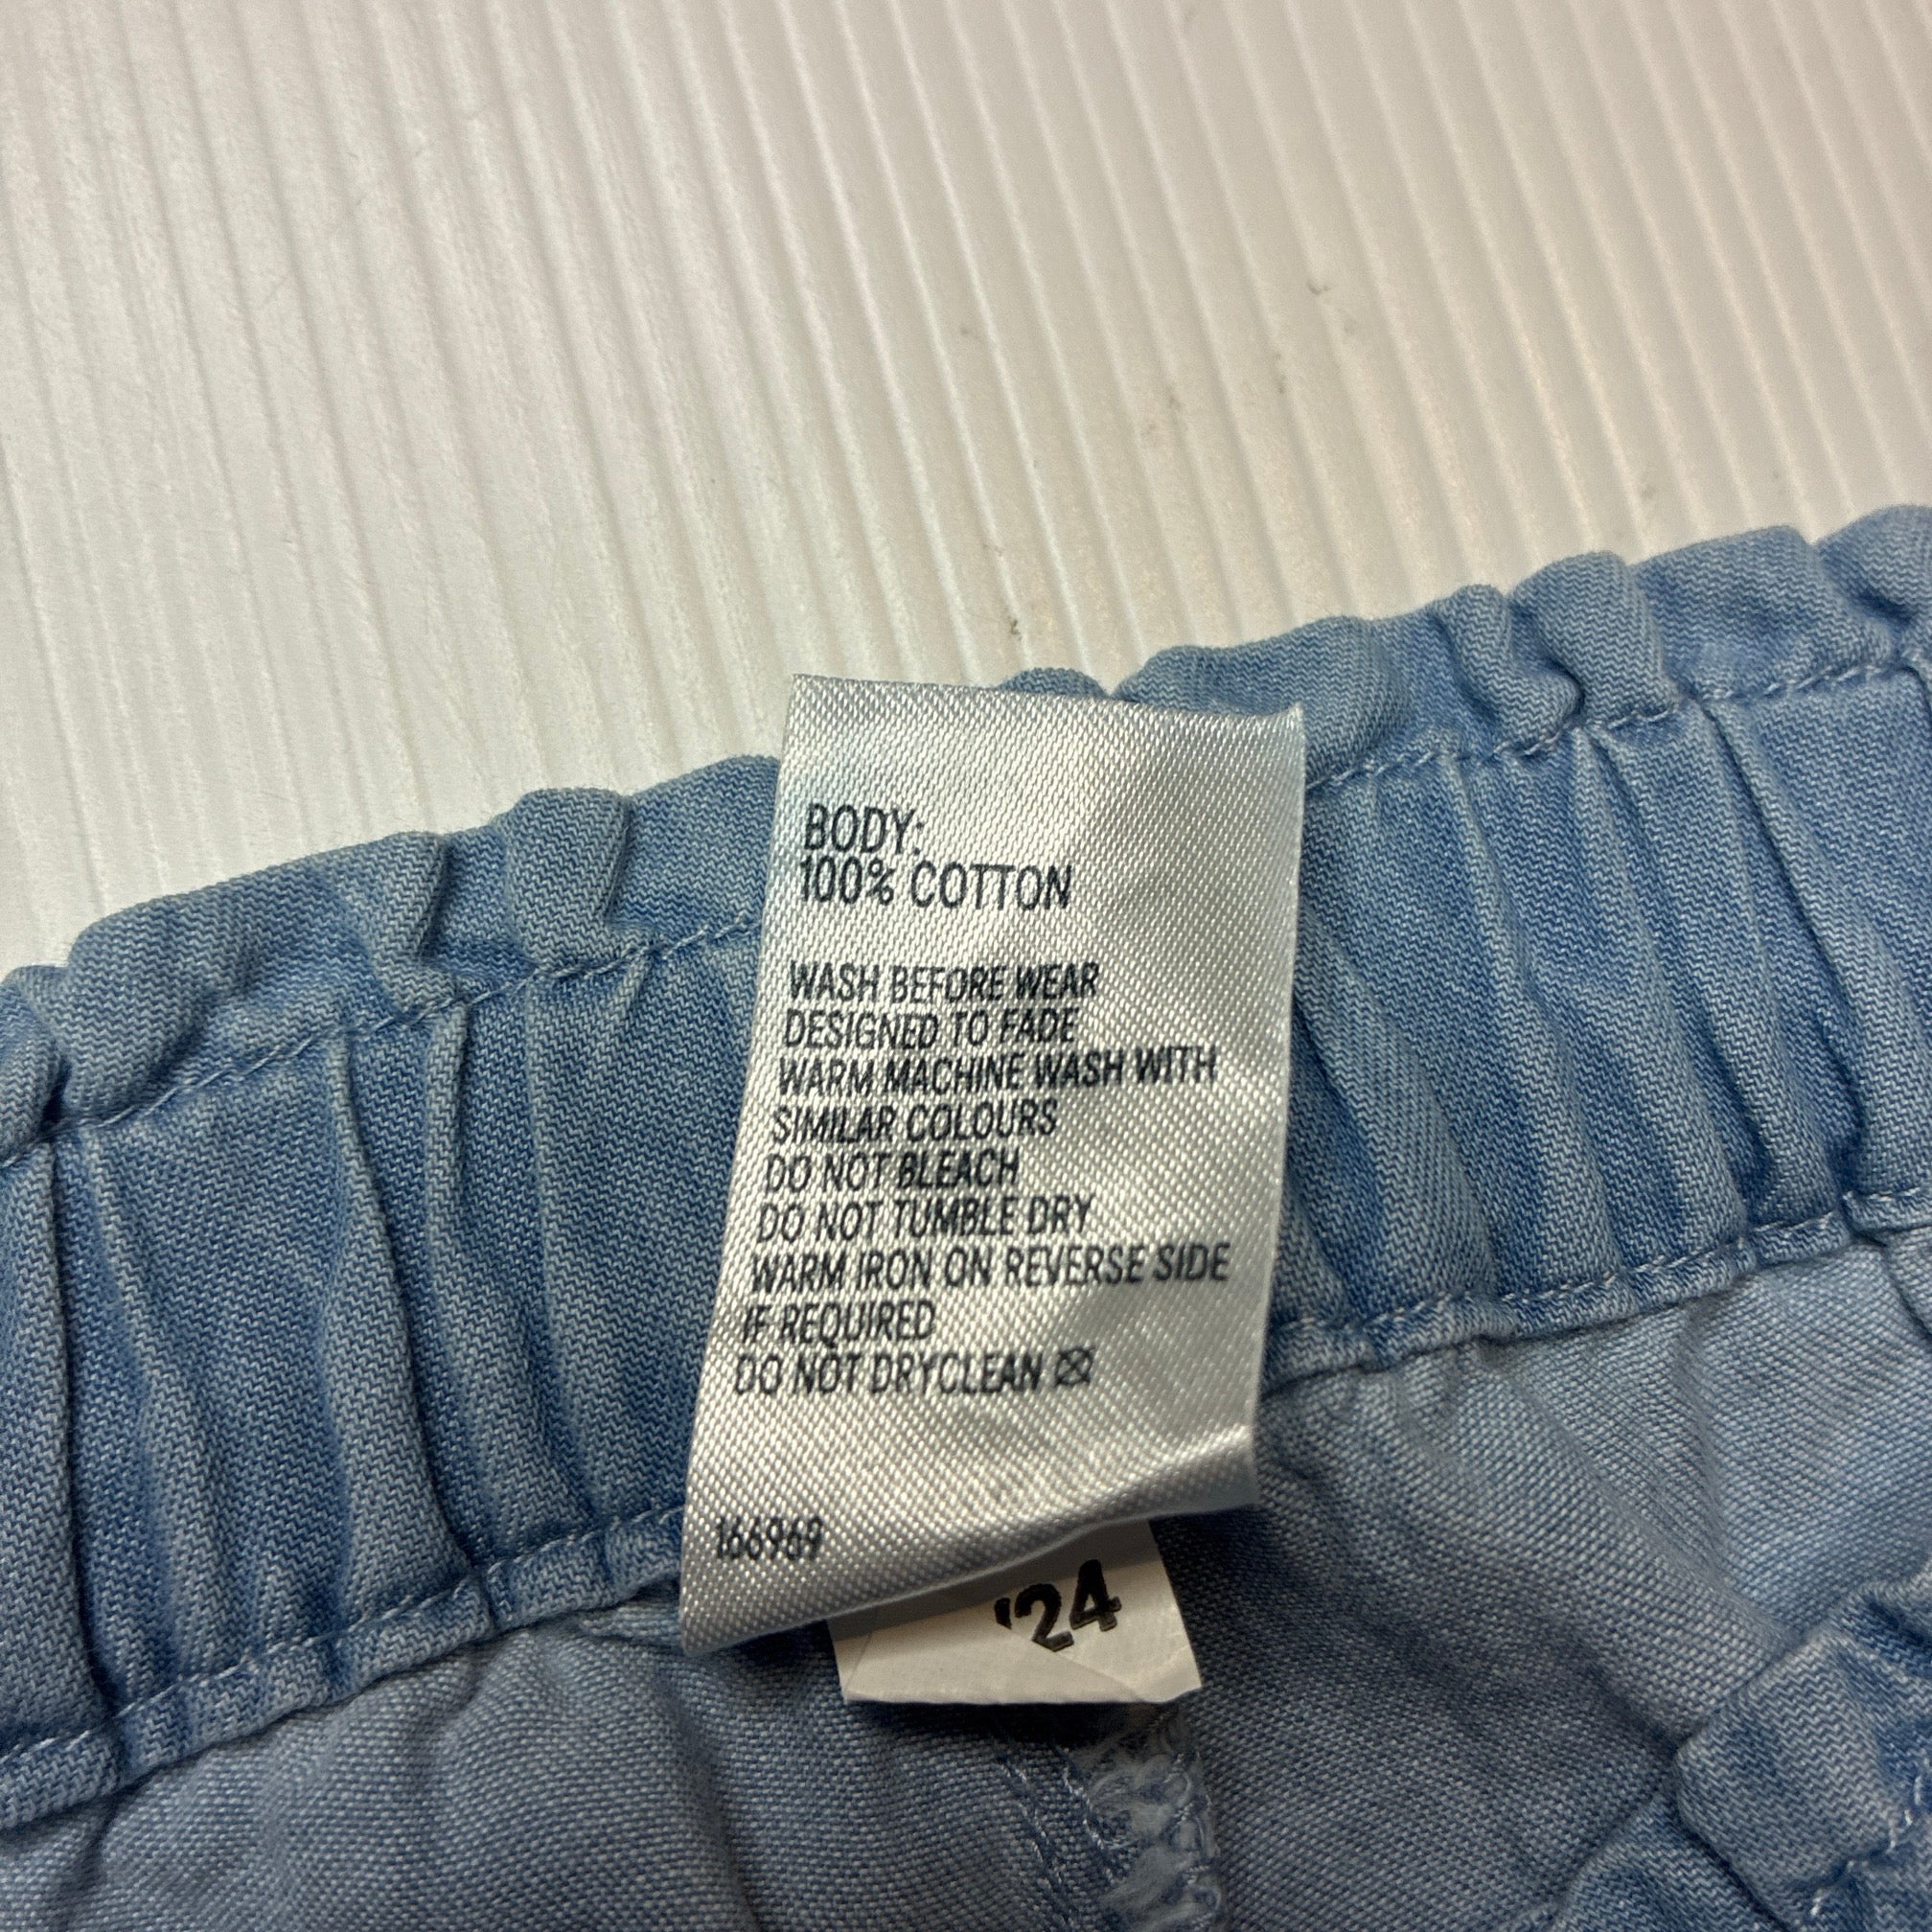 BODY:
100% COTTON
WASH BEFORE WEAR
DESIGNED TO FADE
WARM MACHINE WASH WITH
SIMILAR COLOURS
DO NOT BLEACH
DO NOT TUMBLE DRY
WARM IRON ON REVERSE SIDE
IF REQUIRED
DO NOT DRYCLEAN
166969
'24